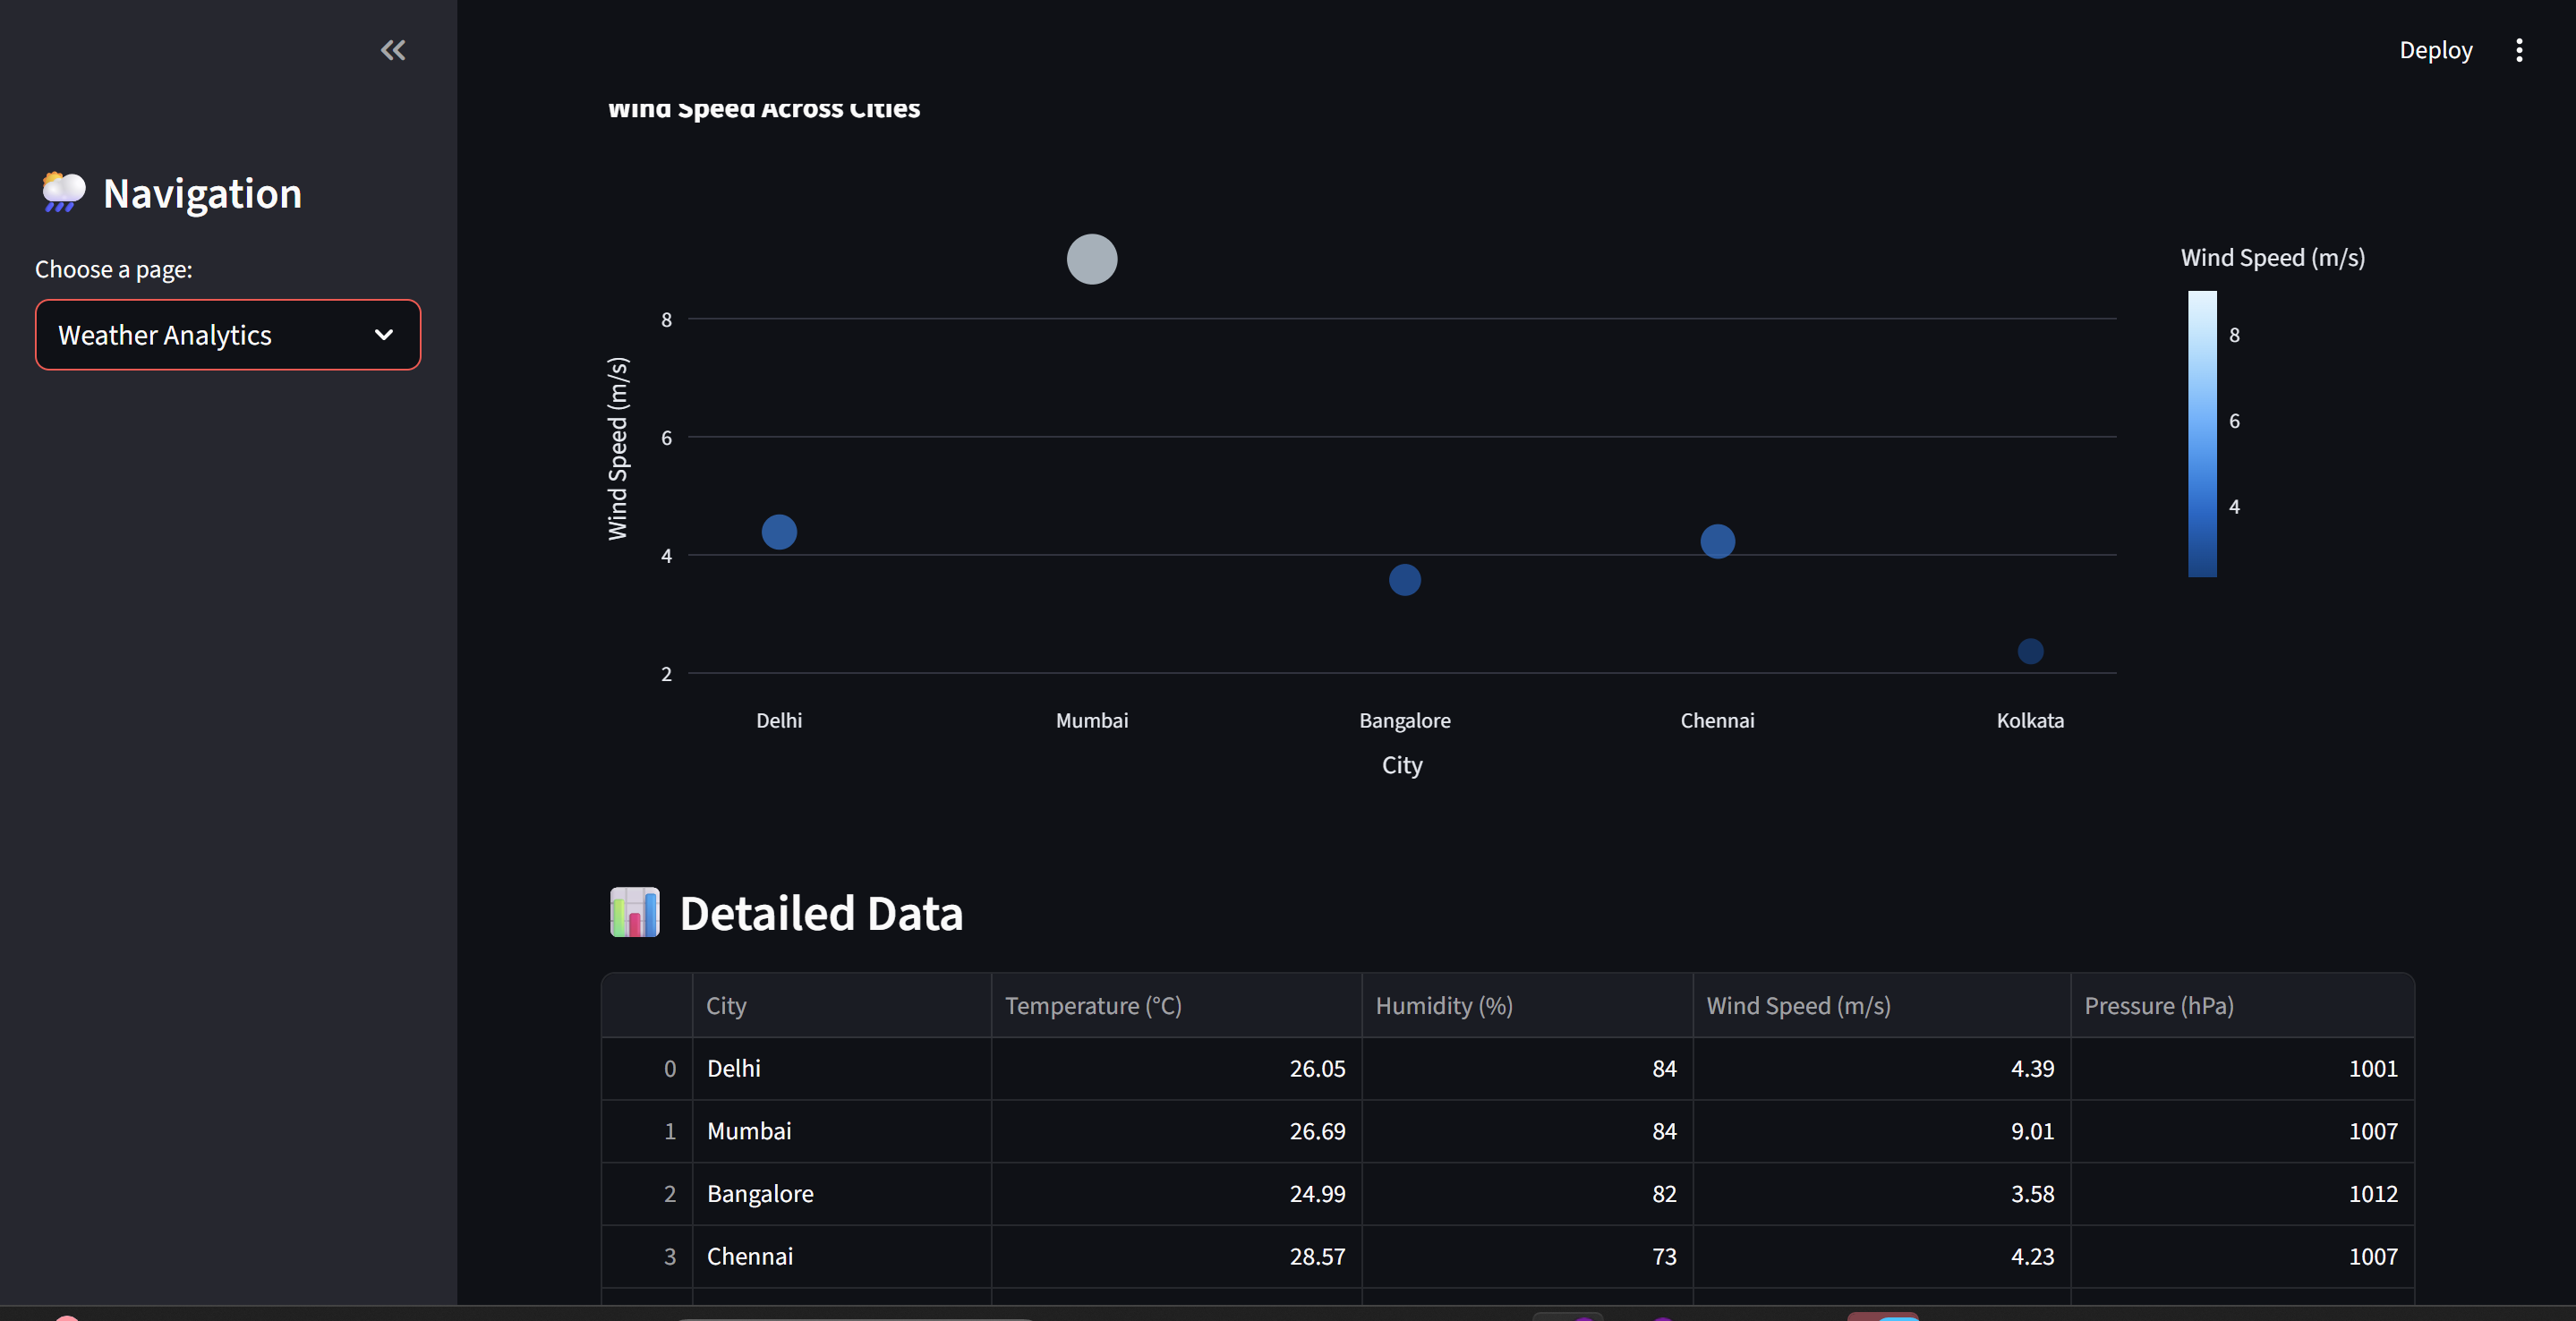 Deploy
Navigation
Choose a page:
Weather Analytics
Wind Speed Across Cities
Wind Speed (m/s)
8
6
4
2
Delhi Mumbai Bangalore Chennai Kolkata
City
Wind Speed (m/s)
8
6
4
Detailed Data
City Temperature (°C) Humidity (%) Wind Speed (m/s) Pressure (hPa)
0 Delhi 26.05 84 4.39 1001
1 Mumbai 26.69 84 9.01 1007
2 Bangalore 24.99 82 3.58 1012
3 Chennai 28.57 73 4.23 1007